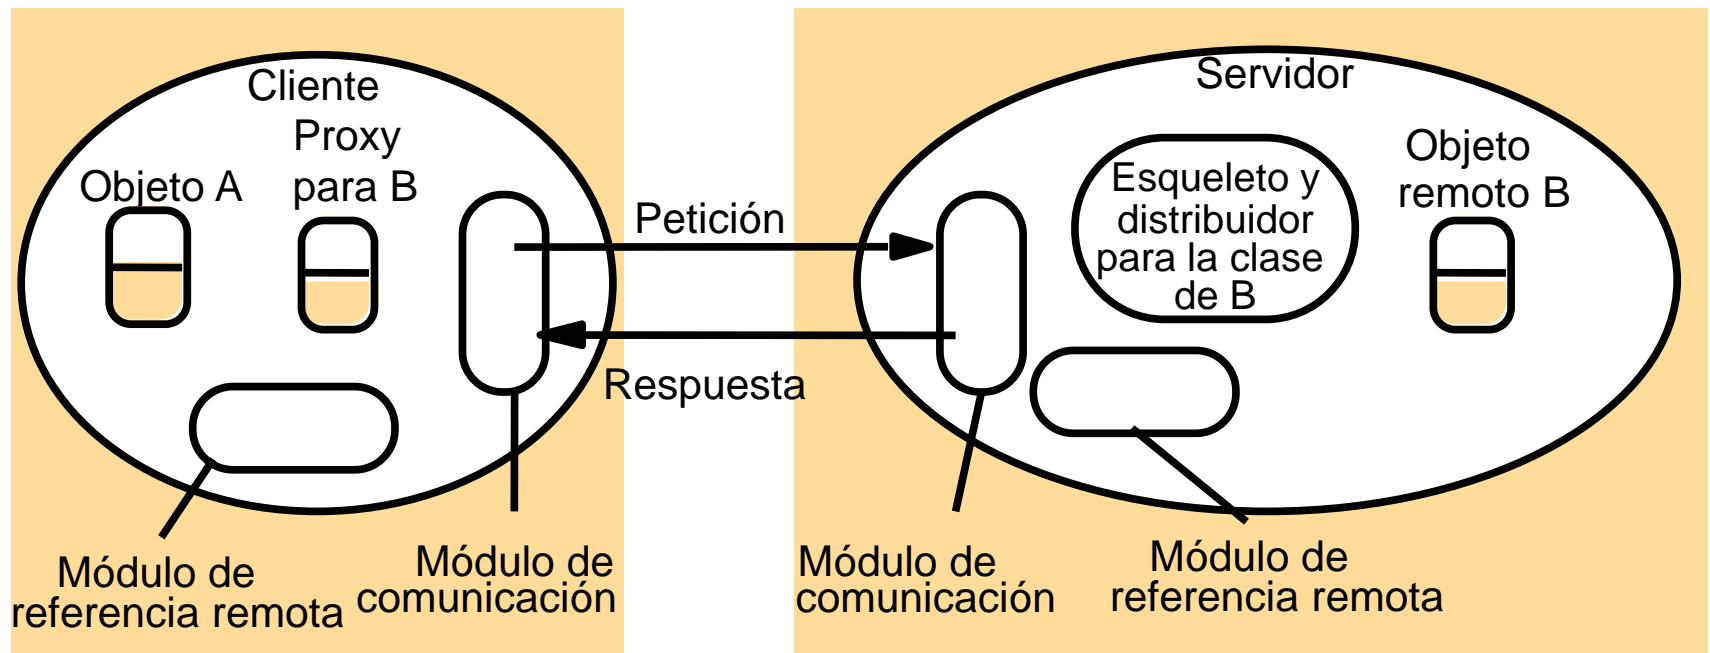 Cliente
Proxy
para B
Objeto A
Petición
Respuesta
Módulo de
referencia remota
Módulo de
comunicación
Servidor
Esqueleto y
distribuidor
para la clase
de B
Objeto
remoto B
Módulo de
comunicación
Módulo de
referencia remota